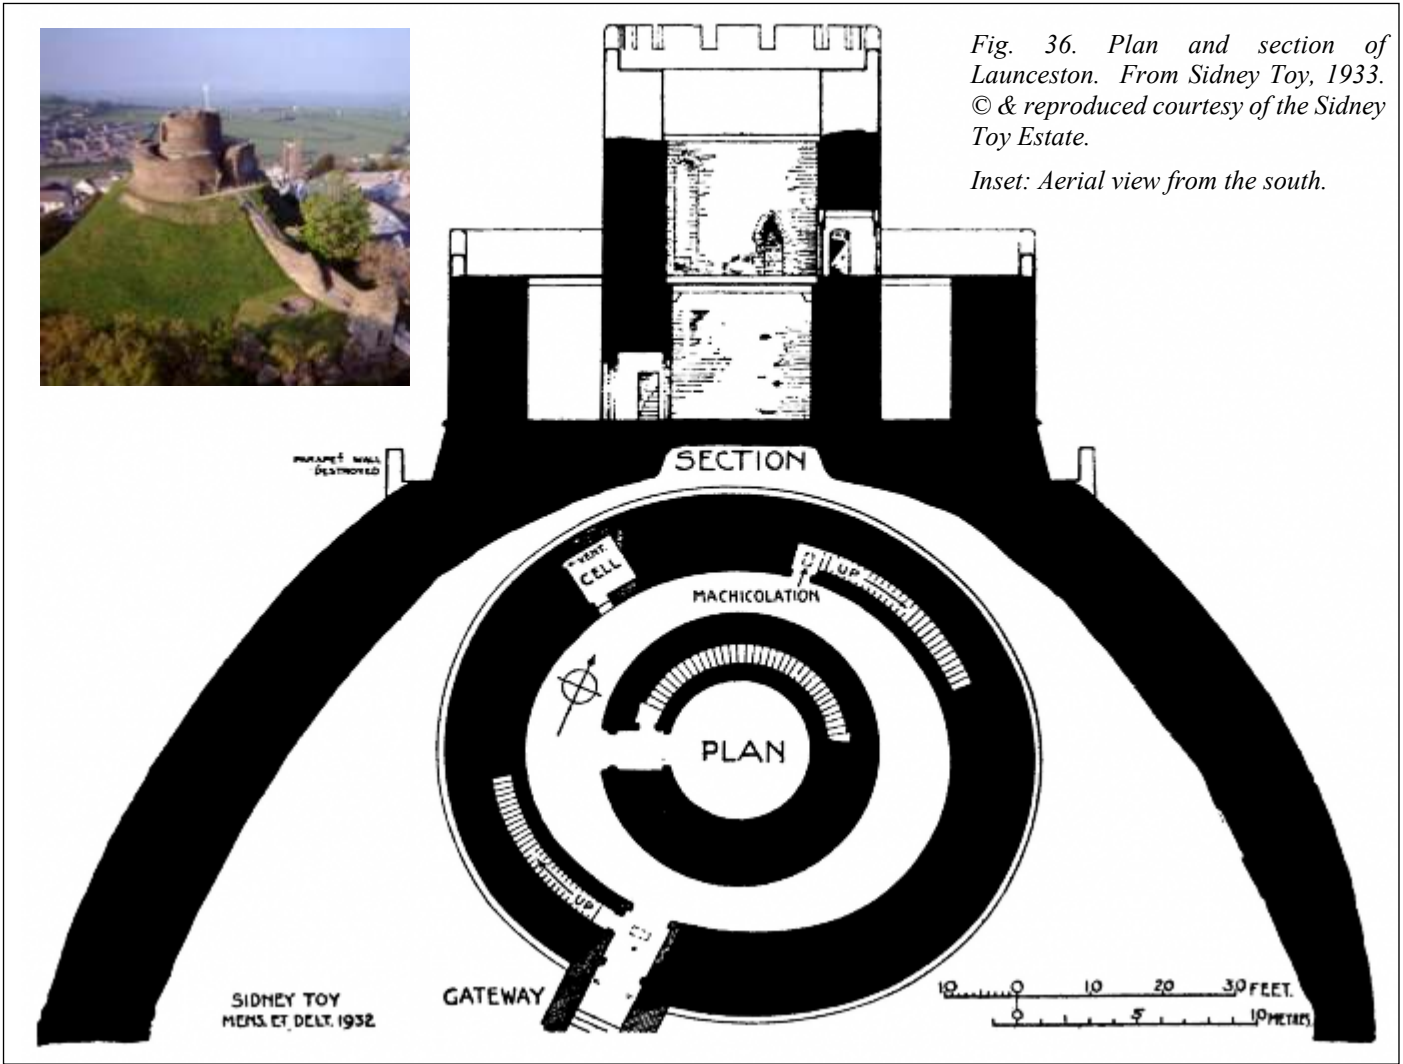 Fig. 36. Plan and section of
Launceston. From Sidney Toy, 1933.
© & reproduced courtesy of the Sidney
Toy Estate.
Inset: Aerial view from the south.
PARAPET WALL
DESTROYED
SECTION
VENT.
CELL
UP
MACHICOLATION
PLAN
UP
GATEWAY
SIDNEY TOY
MENS. ET. DELT. 1932
10 0 10 20 30 FEET.
0 5 10 METRES